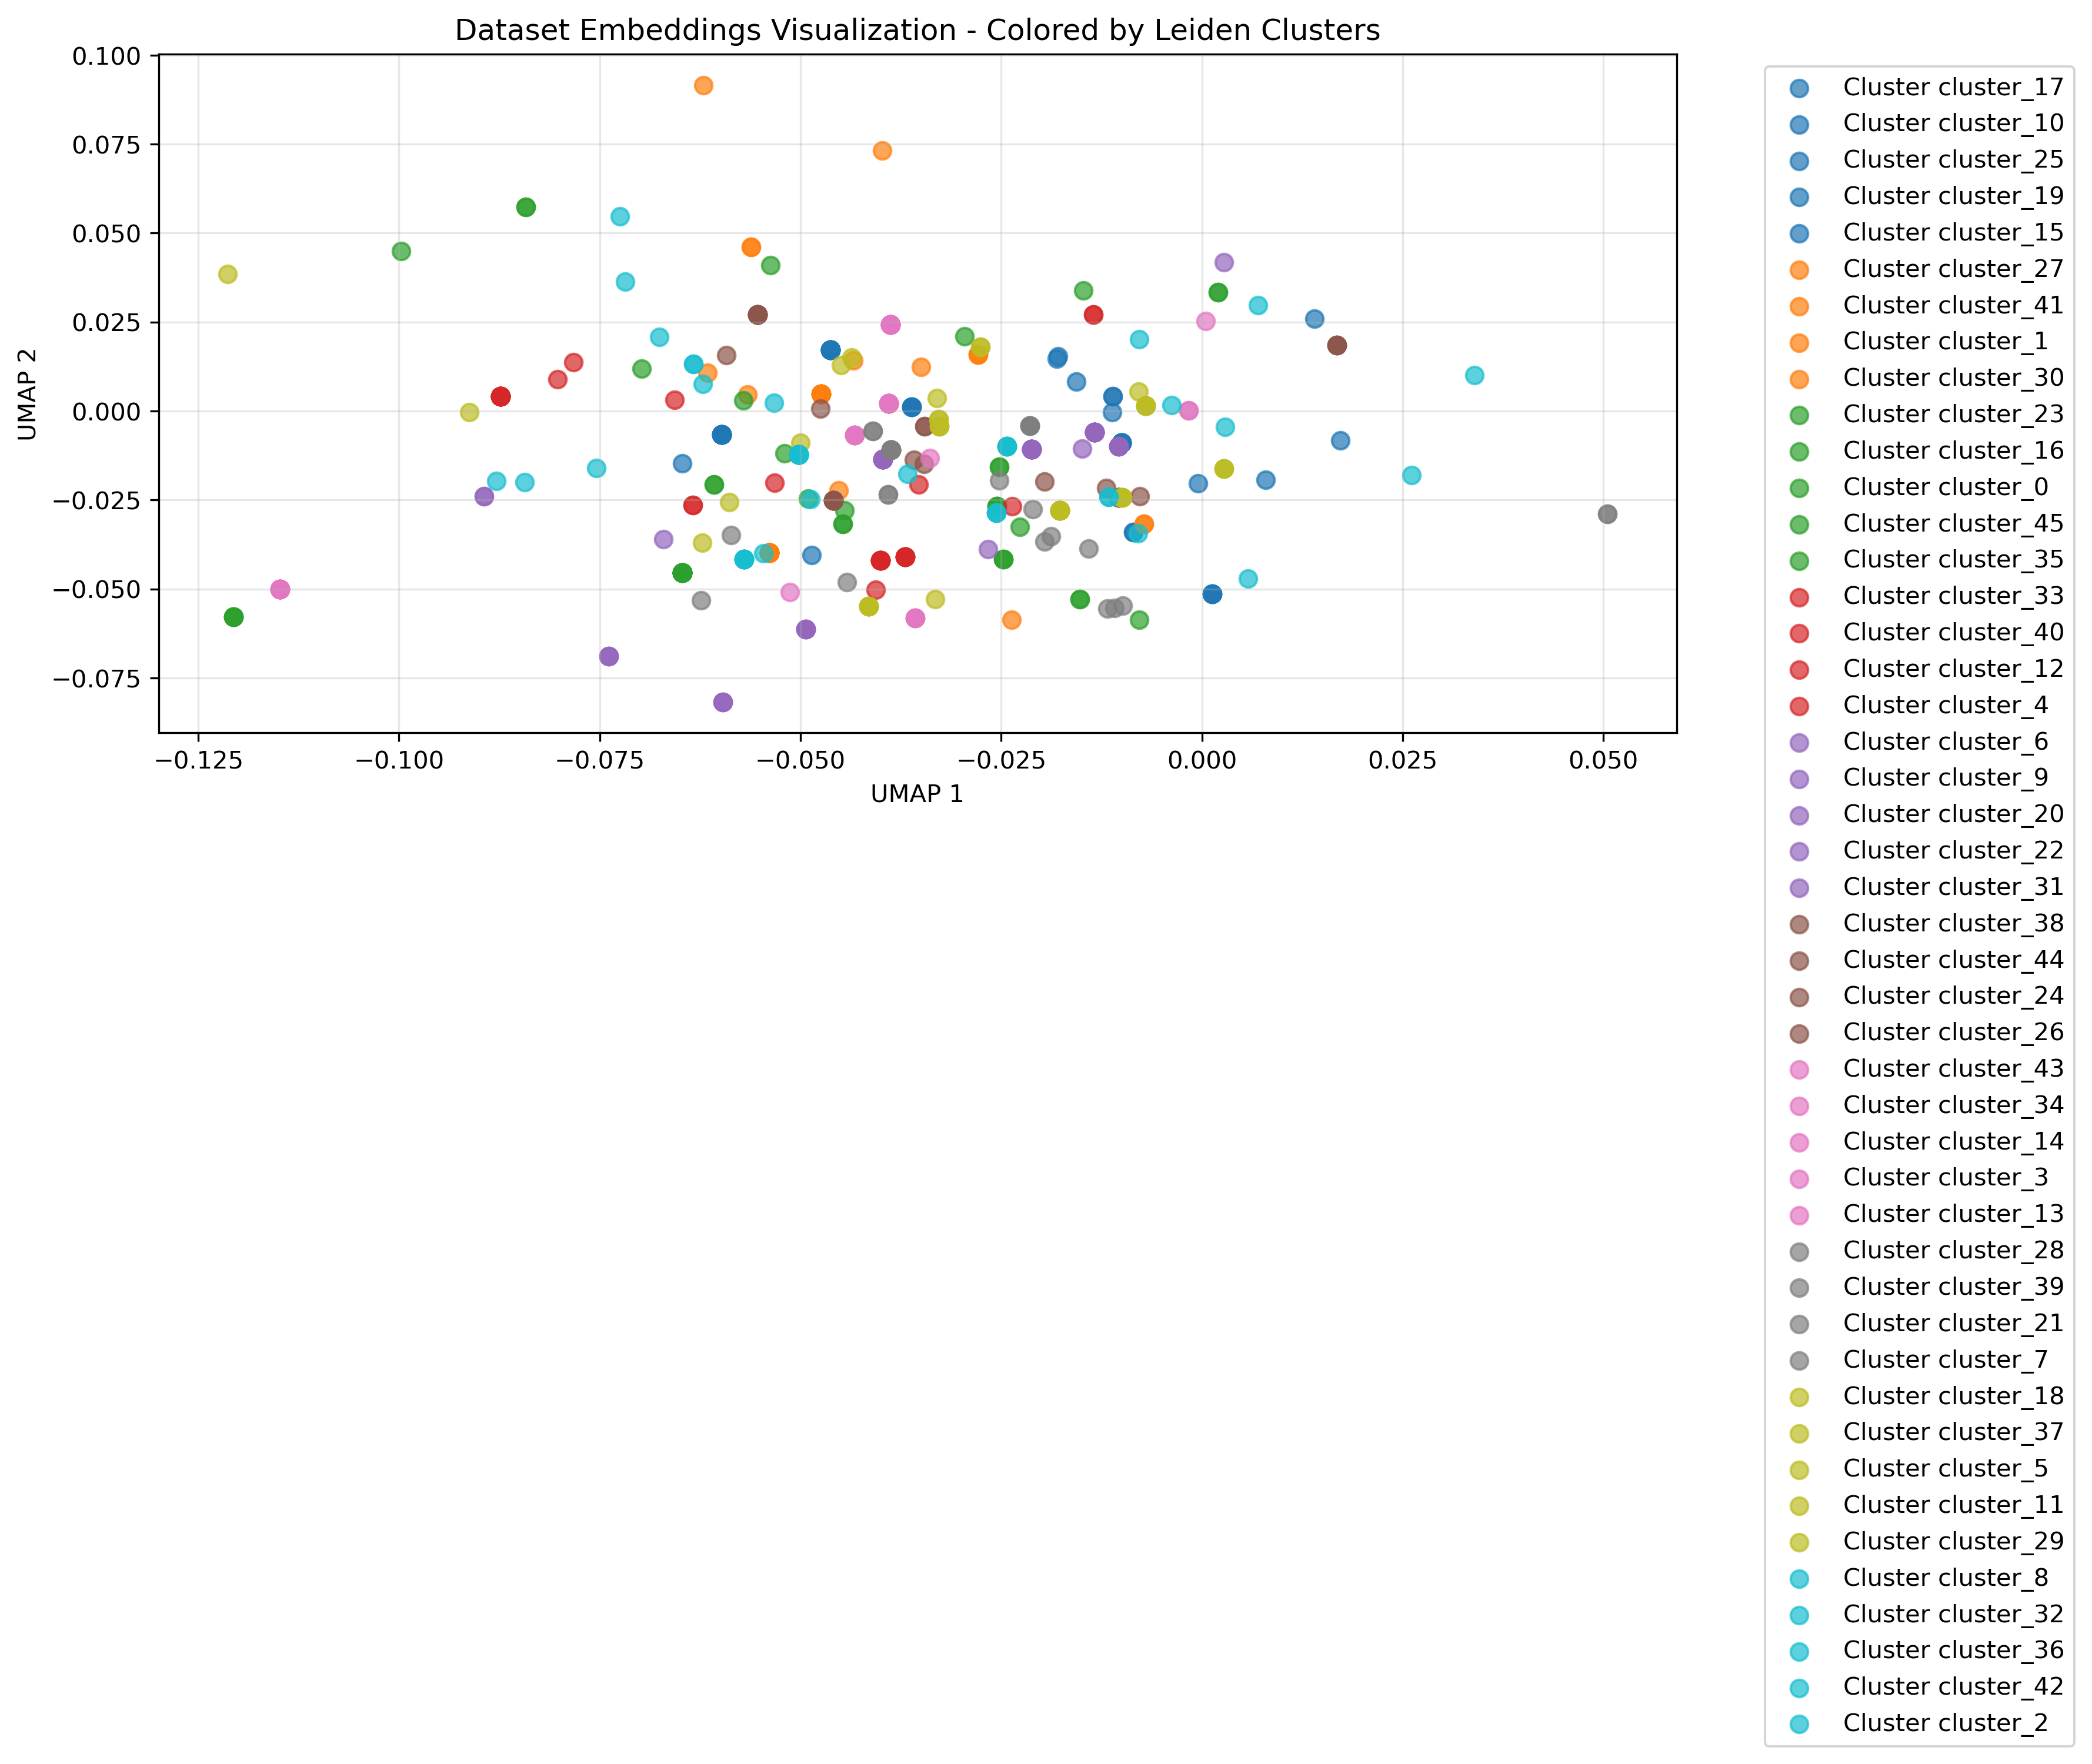 Dataset Embeddings Visualization - Colored by Leiden Clusters
0.100
0.075
0.050
0.025
0.000
−0.025
−0.050
−0.075
UMAP 2
−0.125
−0.100
−0.075
−0.050
−0.025
0.000
0.025
0.050
UMAP 1
Cluster cluster_17
Cluster cluster_10
Cluster cluster_25
Cluster cluster_19
Cluster cluster_15
Cluster cluster_27
Cluster cluster_41
Cluster cluster_1
Cluster cluster_30
Cluster cluster_23
Cluster cluster_16
Cluster cluster_0
Cluster cluster_45
Cluster cluster_35
Cluster cluster_33
Cluster cluster_40
Cluster cluster_12
Cluster cluster_4
Cluster cluster_6
Cluster cluster_9
Cluster cluster_20
Cluster cluster_22
Cluster cluster_31
Cluster cluster_38
Cluster cluster_44
Cluster cluster_24
Cluster cluster_26
Cluster cluster_43
Cluster cluster_34
Cluster cluster_14
Cluster cluster_3
Cluster cluster_13
Cluster cluster_28
Cluster cluster_39
Cluster cluster_21
Cluster cluster_7
Cluster cluster_18
Cluster cluster_37
Cluster cluster_5
Cluster cluster_11
Cluster cluster_29
Cluster cluster_8
Cluster cluster_32
Cluster cluster_36
Cluster cluster_42
Cluster cluster_2